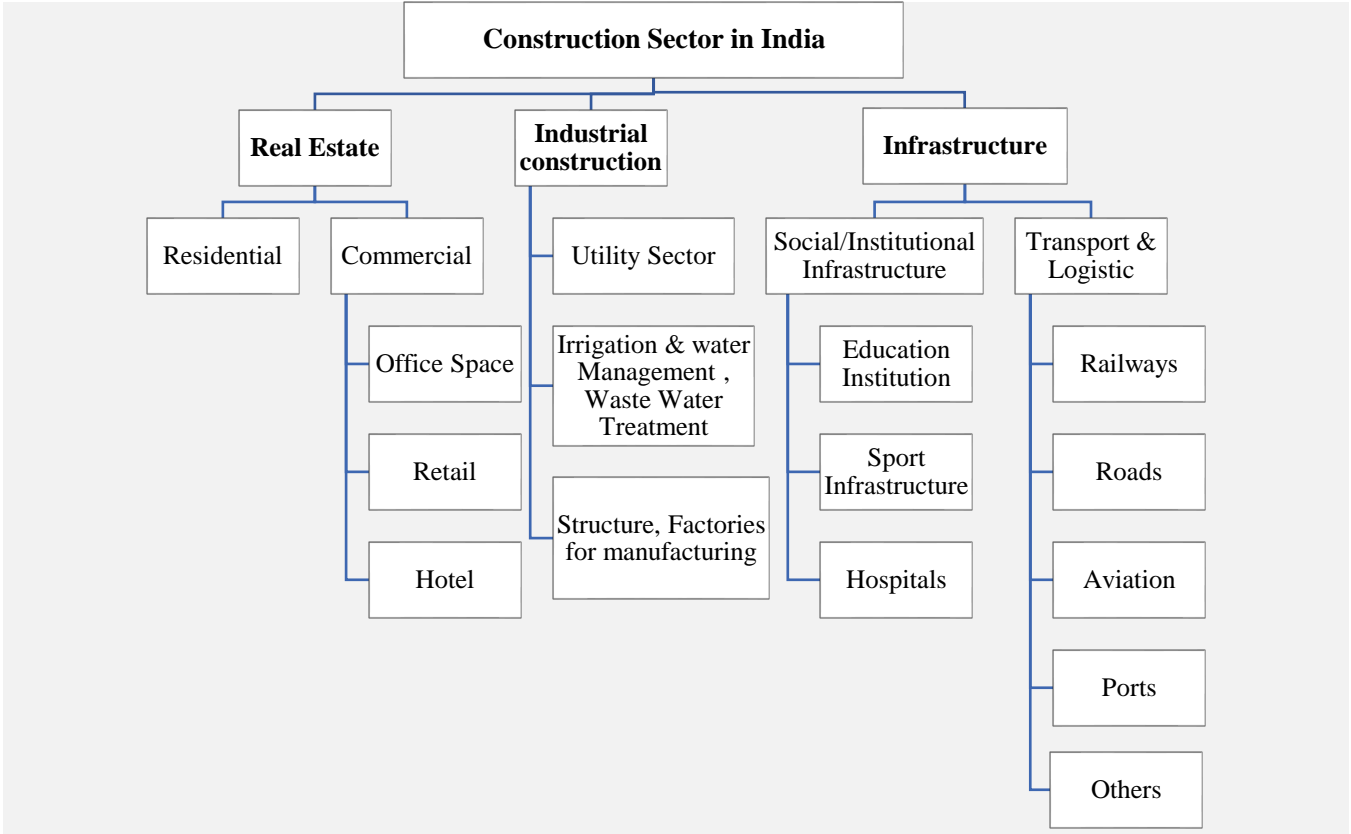 Construction Sector in India
Real Estate
Industrial
construction
Infrastructure
Residential
Commercial
Office Space
Retail
Hotel
Utility Sector
Irrigation & water
Management ,
Waste Water
Treatment
Structure, Factories
for manufacturing
Social/Institutional
Infrastructure
Education
Institution
Sport
Infrastructure
Hospitals
Transport &
Logistic
Railways
Roads
Aviation
Ports
Others